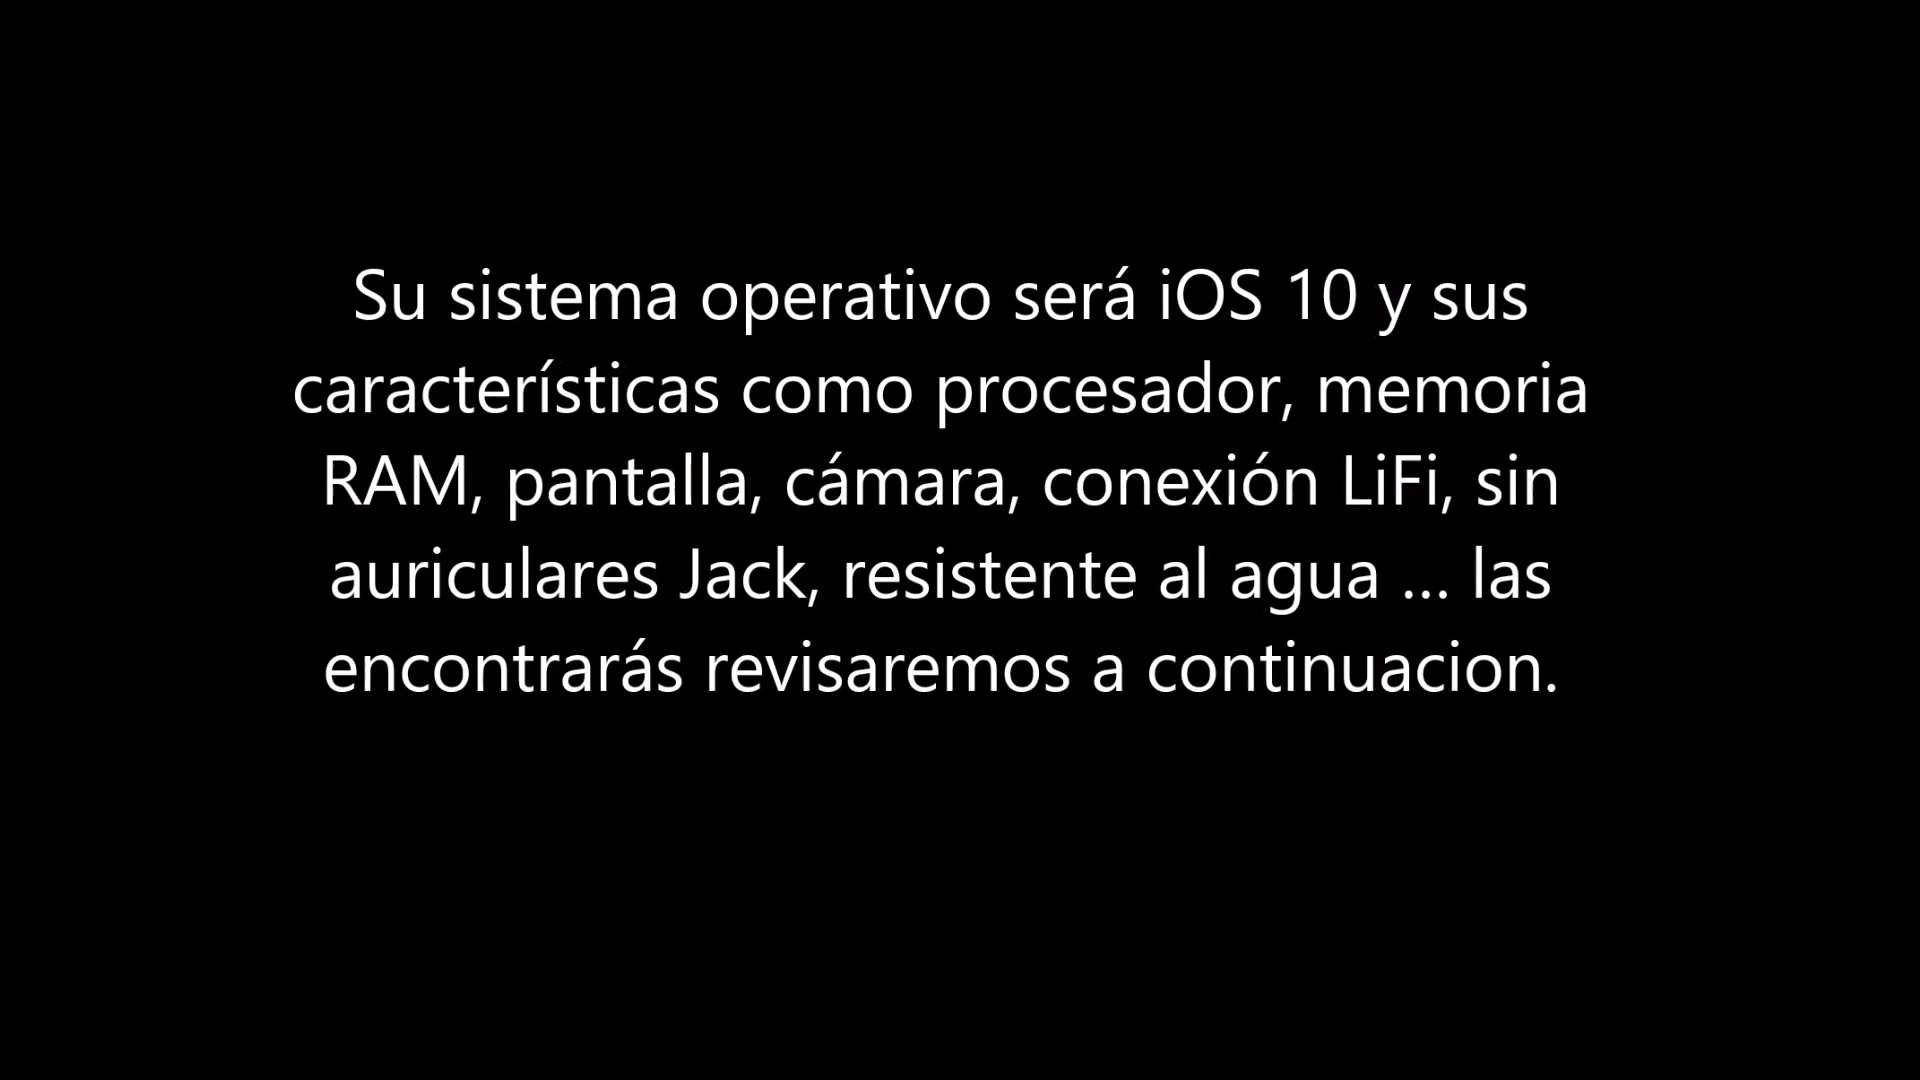 Su sistema operativo será iOS 10 y sus
características como procesador, memoria
RAM, pantalla, cámara, conexión LiFi, sin
auriculares Jack, resistente al agua ... las
encontrarás revisaremos a continuacion.